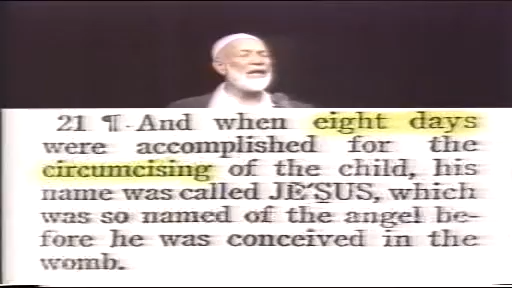 21 ¶ And when eight days
were accomplished for the
circumcising of the child, his
name was called JE´SUS, which
was so named of the angel be-
fore he was conceived in the
womb.